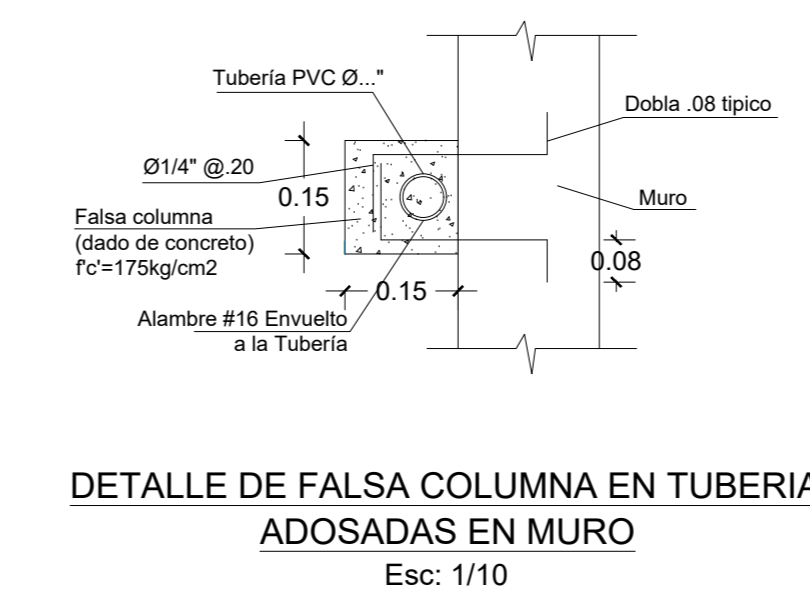 Tubería PVC Ø..."
Dobla .08 tipico
Ø1/4" @.20
0.15
Muro
Falsa columna
(dado de concreto)
f'c'=175kg/cm2
0.08
0.15
Alambre #16 Envuelto
a la Tubería
DETALLE DE FALSA COLUMNA EN TUBERIA
ADOSADAS EN MURO
Esc: 1/10